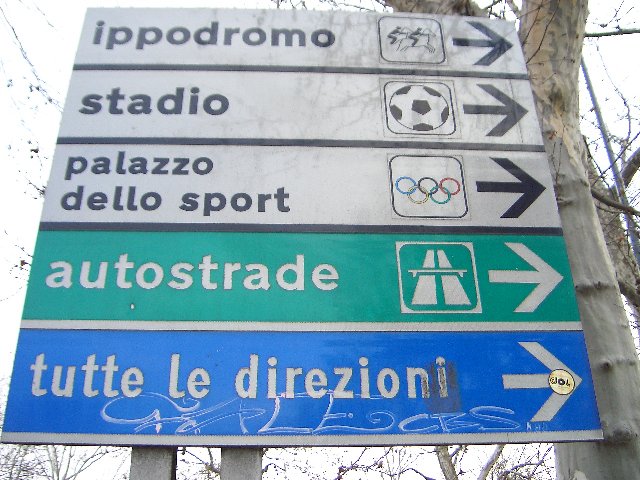 ippodromo
stadio
palazzo
dello sport
autostrade
tutte le direzioni